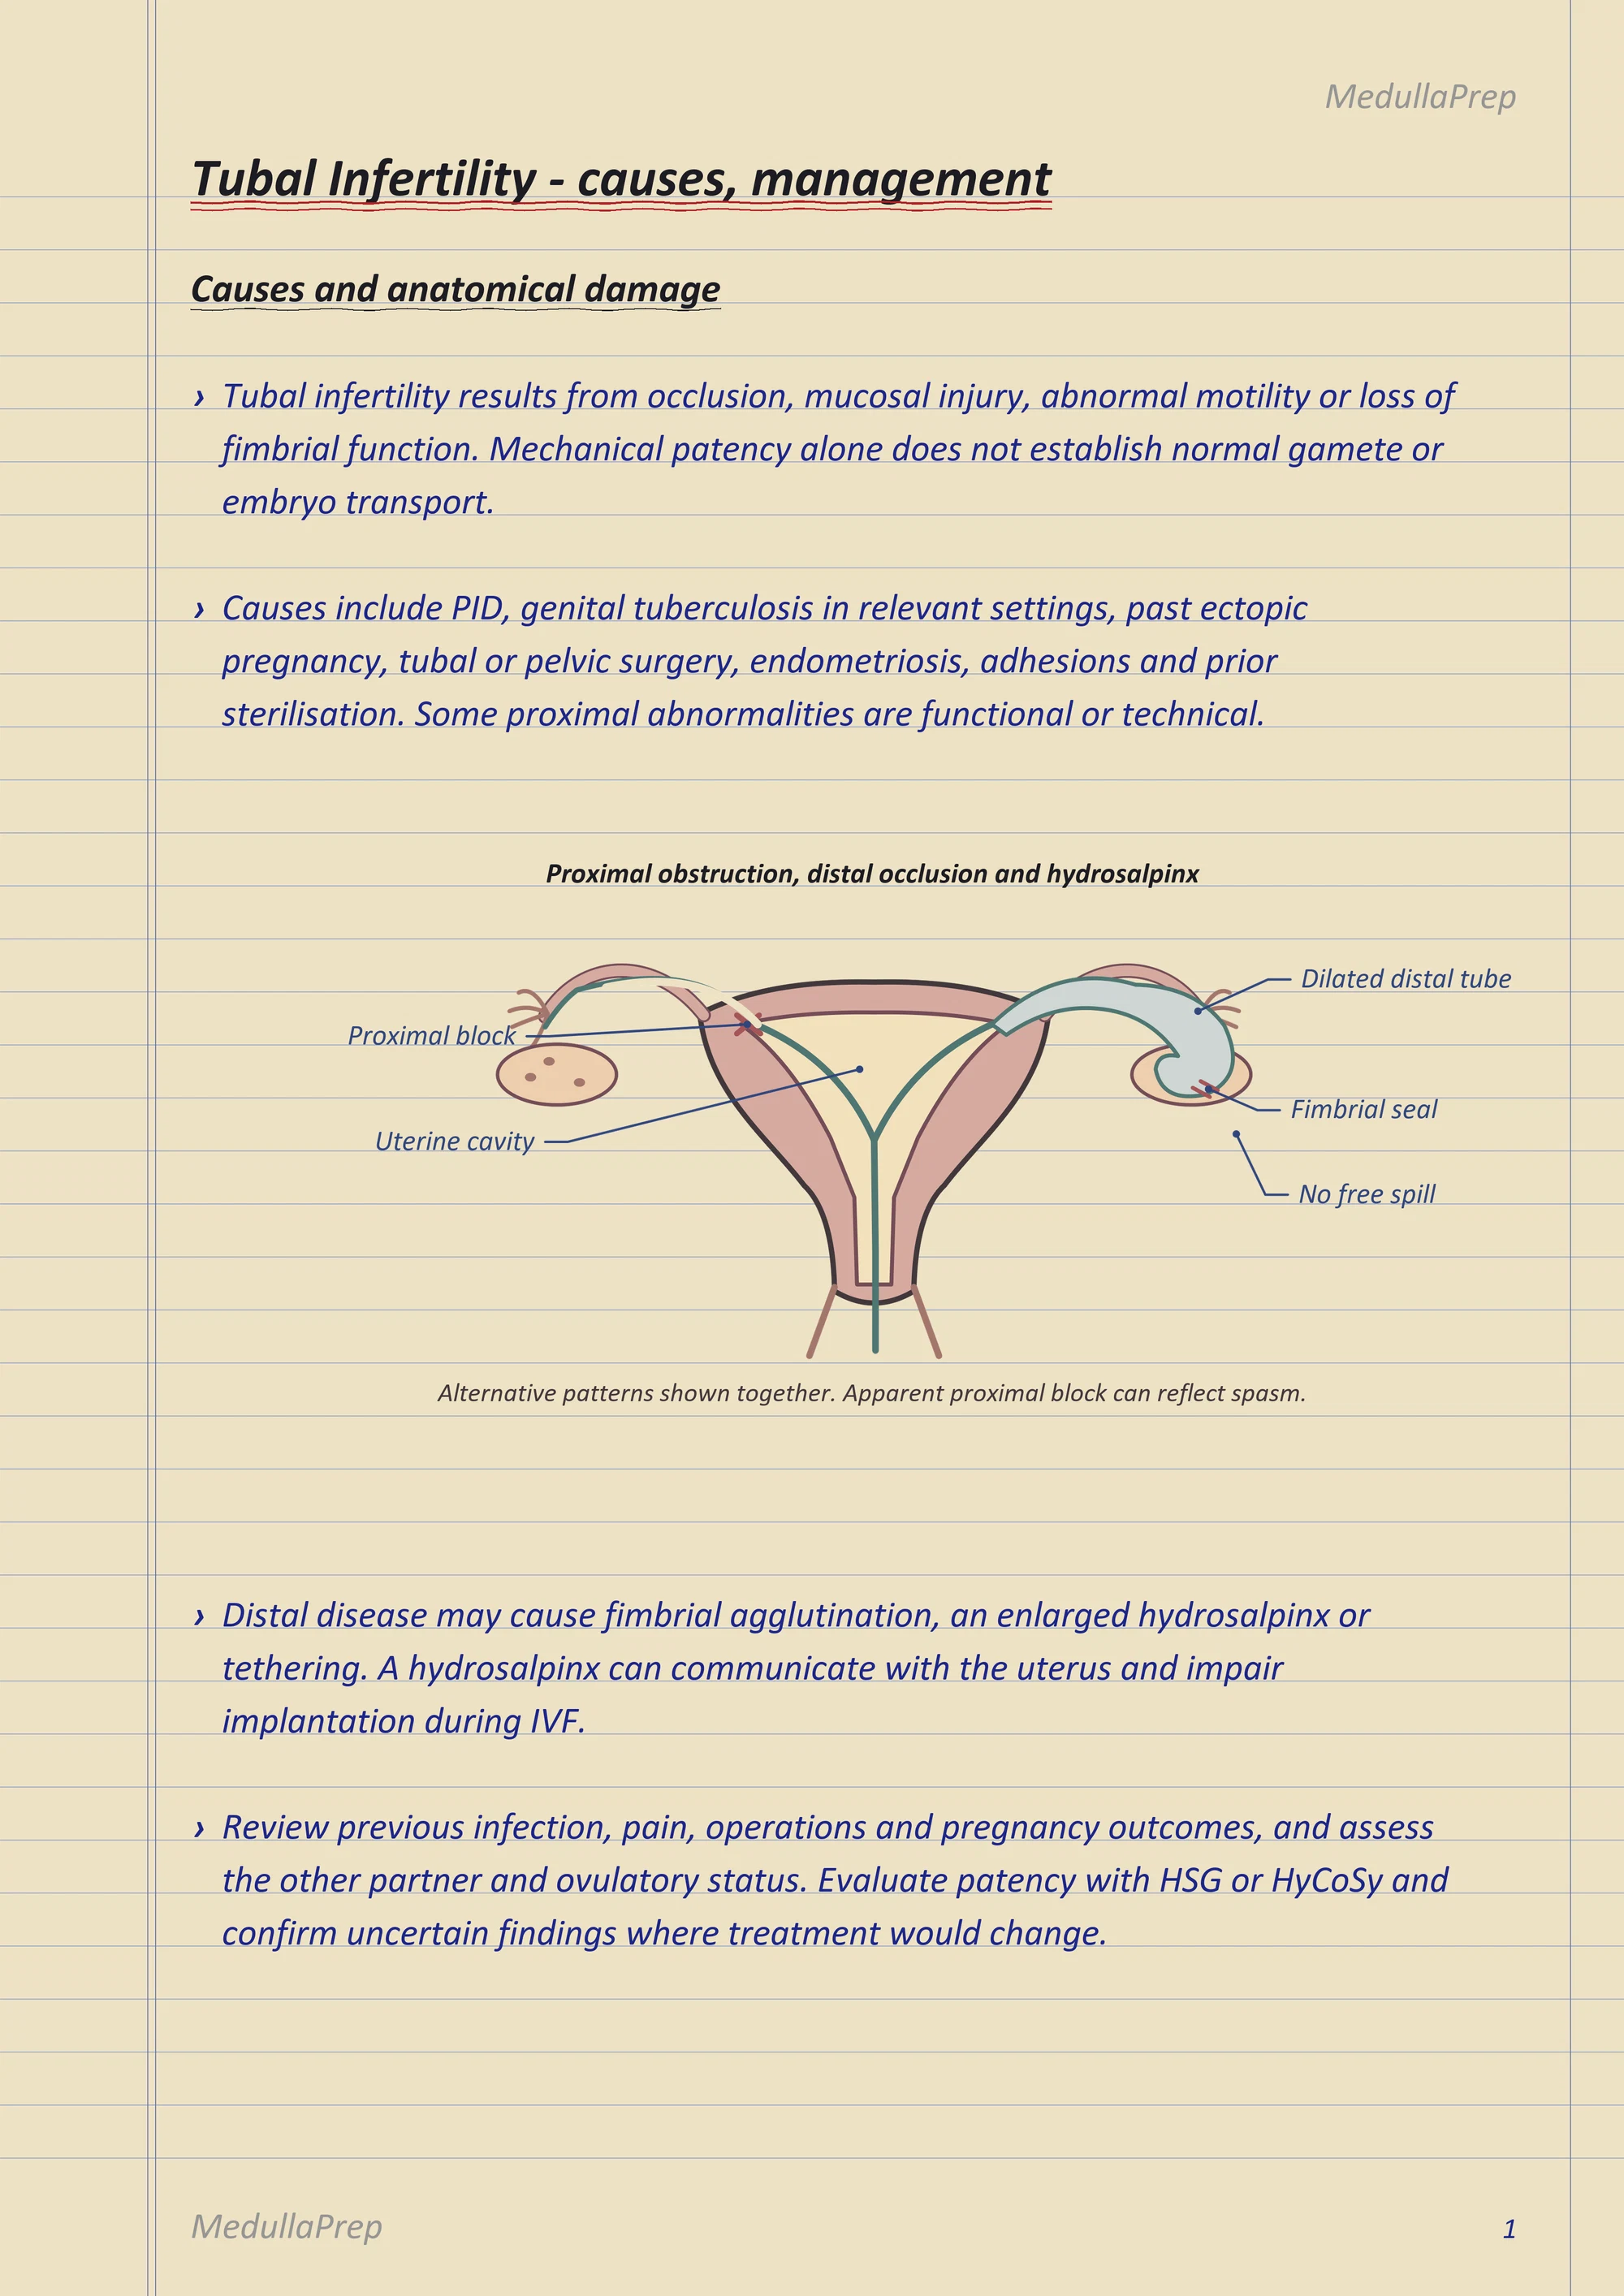 MedullaPrep
Tubal Infertility - causes, management
Causes and anatomical damage
› Tubal infertility results from occlusion, mucosal injury, abnormal motility or loss of
fimbrial function. Mechanical patency alone does not establish normal gamete or
embryo transport.
› Causes include PID, genital tuberculosis in relevant settings, past ectopic
pregnancy, tubal or pelvic surgery, endometriosis, adhesions and prior
sterilisation. Some proximal abnormalities are functional or technical.
Proximal obstruction, distal occlusion and hydrosalpinx
Dilated distal tube
Proximal block
Fimbrial seal
Uterine cavity
No free spill
Alternative patterns shown together. Apparent proximal block can reflect spasm.
› Distal disease may cause fimbrial agglutination, an enlarged hydrosalpinx or
tethering. A hydrosalpinx can communicate with the uterus and impair
implantation during IVF.
› Review previous infection, pain, operations and pregnancy outcomes, and assess
the other partner and ovulatory status. Evaluate patency with HSG or HyCoSy and
confirm uncertain findings where treatment would change.
MedullaPrep
1